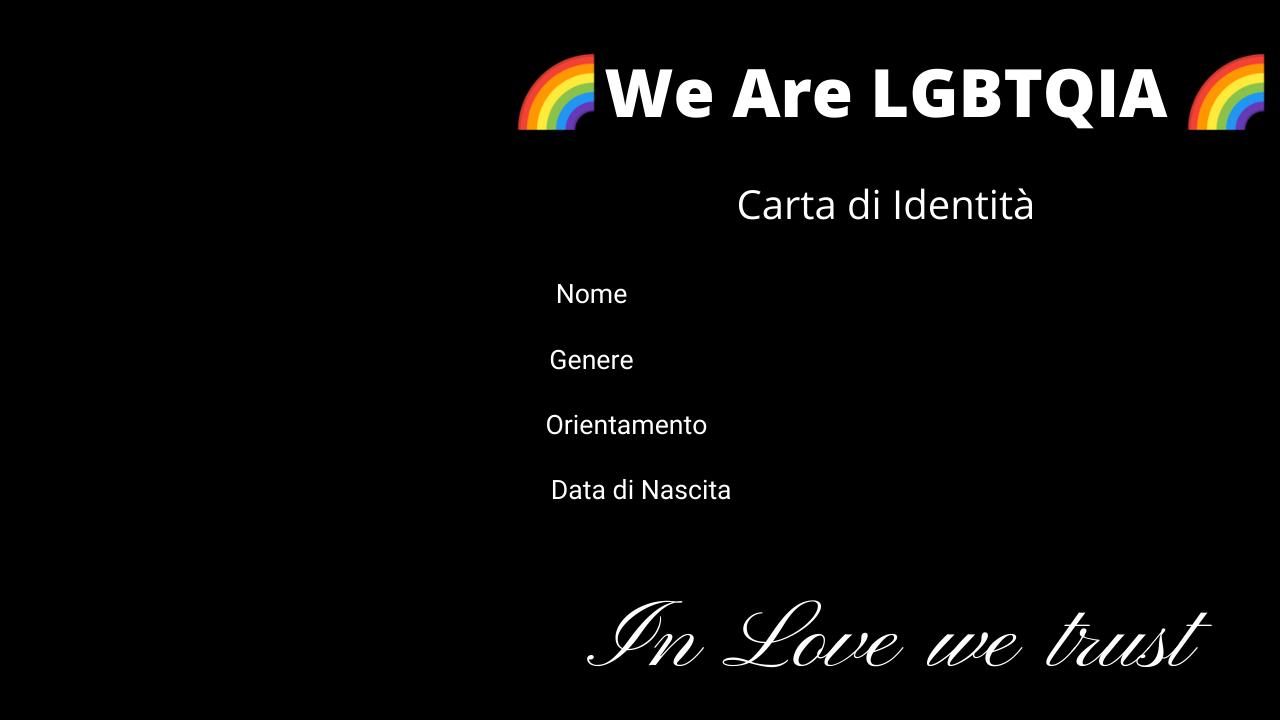 🌈We Are LGBTQIA 🌈
Carta di Identità
Nome
Genere
Orientamento
Data di Nascita
In Love we trust